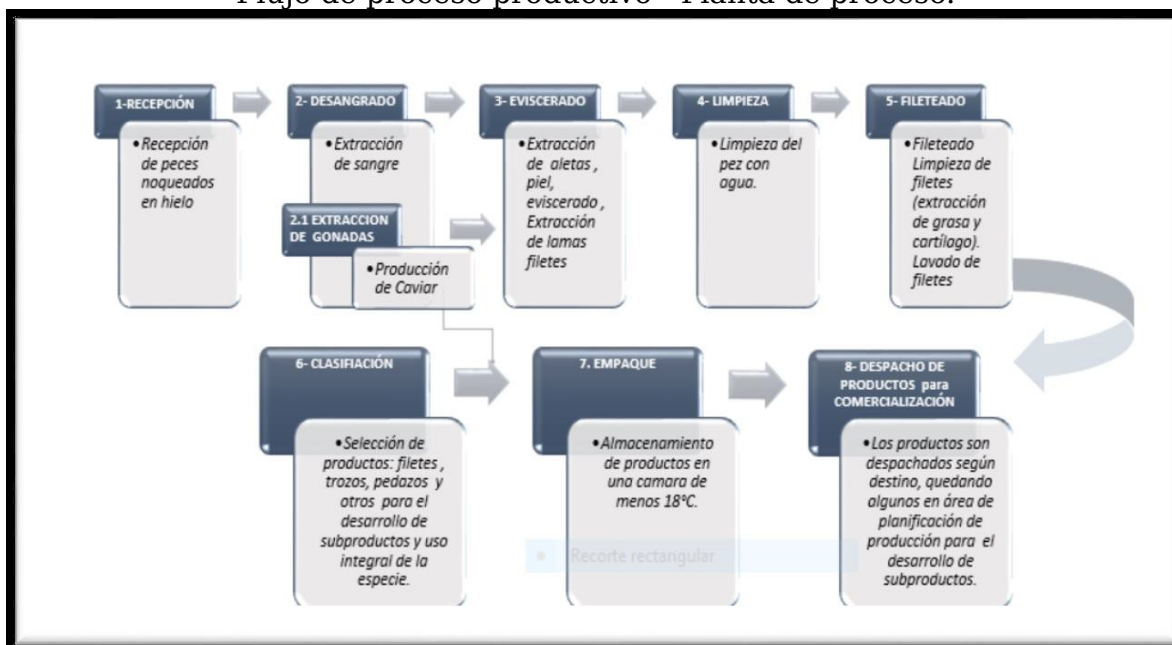 Flujo de proceso productivo - Planta de proceso.
1-RECEPCIÓN
•Recepción
de peces
noqueados
en hielo
2- DESANGRADO
•Extracción
de sangre
2.1 EXTRACCION
DE GONADAS
•Producción
de Caviar
3- EVISCERADO
•Extracción
de aletas ,
piel,
eviscerado ,
Extracción
de lamas
filetes
4- LIMPIEZA
•Limpieza del
pez con
agua.
5- FILETEADO
•Fileteado
Limpieza de
filetes
(extracción
de grasa y
cartílago).
Lavado de
filetes
6- CLASIFIACIÓN
•Selección de
productos: filetes ,
trozos, pedazos y
otros para el
desarrollo de
subproductos y uso
integral de la
especie.
7. EMPAQUE
•Almacenamiento
de productos en
una camara de
menos 18°C.
• Recorte rectangular
8- DESPACHO DE
PRODUCTOS para
COMERCIALIZACIÓN
•Los productos son
despachados según
destino, quedando
algunos en área de
planificación de
producción para el
desarrollo de
subproductos.